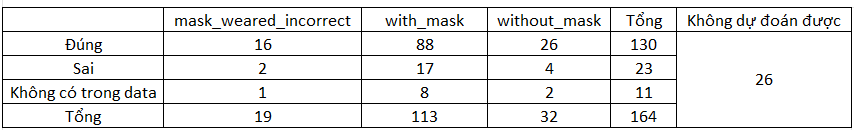 mask_weared_incorrect with_mask without_mask Tổng Không dự đoán được
Đúng 16 88 26 130
Sai 2 17 4 23
26
Không có trong data 1 8 2 11
Tổng 19 113 32 164